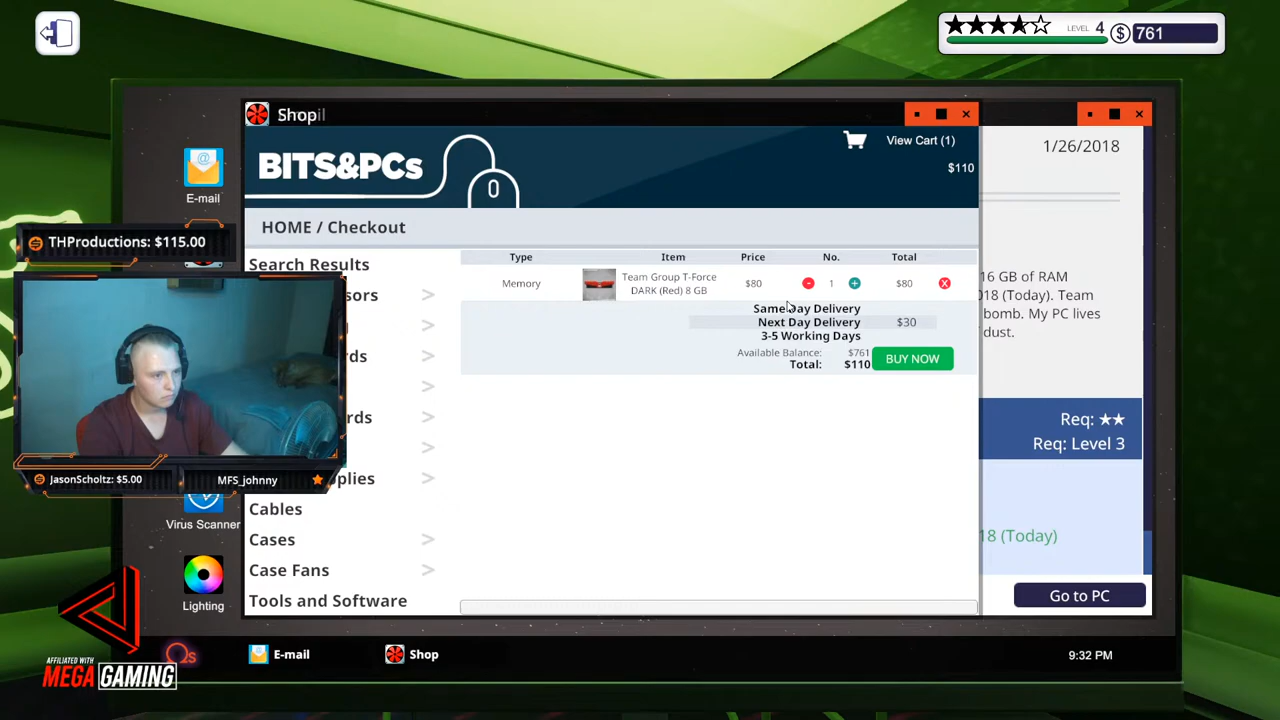 LEVEL 4 $ 761
Shop
BITS&PCs
0
View Cart (1)
$110
1/26/2018
HOME / Checkout
E-mail
THProductions: $115.00
Search Results
sors
rds
rds
plies
Cables
Cases
Case Fans
Tools and Software
Type Item Price No. Total
Memory Team Group T-Force $80 - 1 + $80 X
DARK (Red) 8 GB
Same Day Delivery
Next Day Delivery $30
3-5 Working Days
Available Balance: $761
Total: $110 BUY NOW
16 GB of RAM
018 (Today). Team
bomb. My PC lives
dust.
Req: ★★
Req: Level 3
18 (Today)
Go to PC
JasonScholtz: $5.00 MFS_johnny
Virus Scanner
Lighting
AFFILIATED WITH
MEGA GAMING
E-mail Shop 9:32 PM